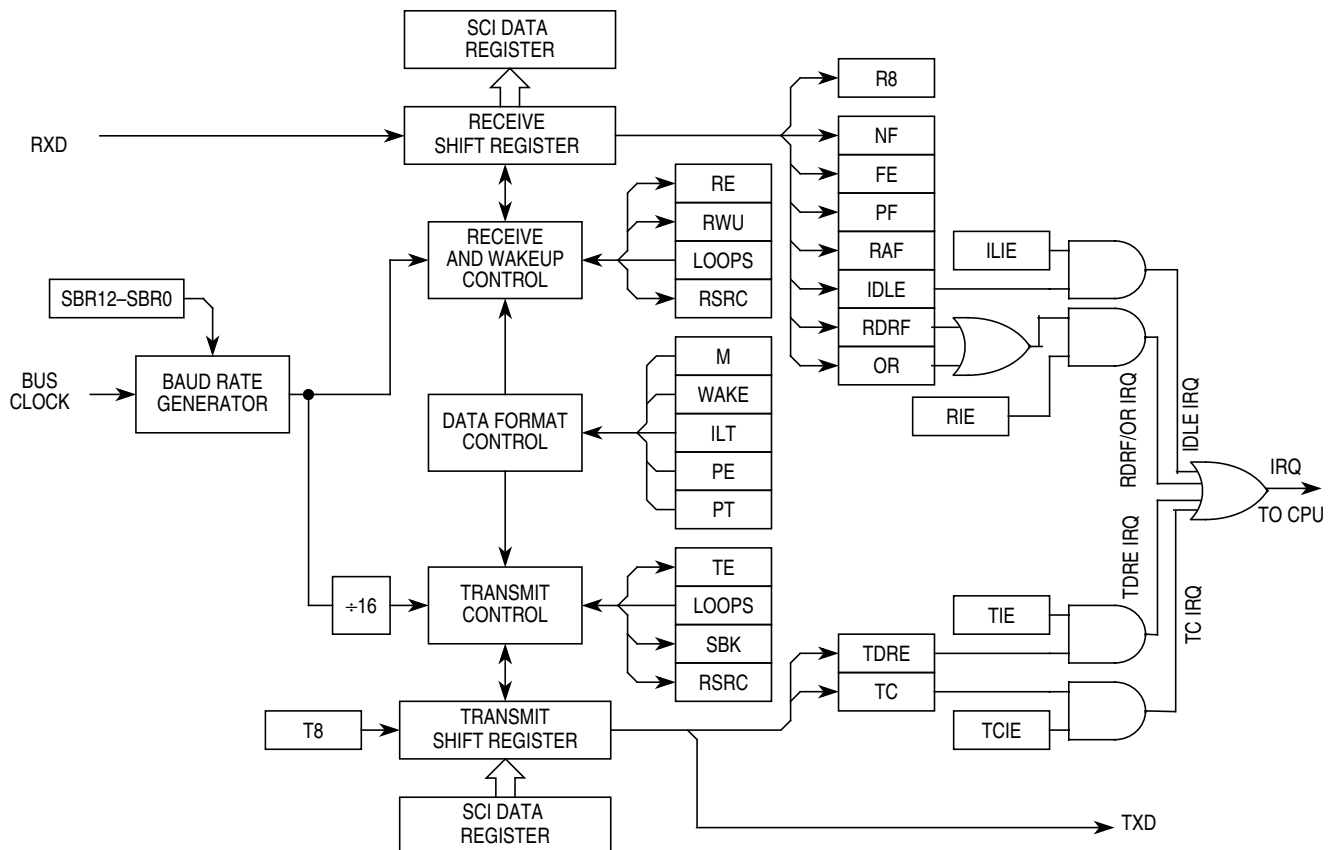 SCI DATA
REGISTER
RXD
RECEIVE
SHIFT REGISTER
R8
NF
FE
PF
RAF
IDLE
RDRF
OR
RE
RWU
LOOPS
RSRC
RECEIVE
AND WAKEUP
CONTROL
ILIE
RIE
SBR12–SBR0
BUS
CLOCK
BAUD RATE
GENERATOR
DATA FORMAT
CONTROL
M
WAKE
ILT
PE
PT
RDRF/OR IRQ
IDLE IRQ
TDRE IRQ
TC IRQ
IRQ
TO CPU
÷16
TRANSMIT
CONTROL
TE
LOOPS
SBK
RSRC
TIE
TDRE
TC
TCIE
T8
TRANSMIT
SHIFT REGISTER
SCI DATA
REGISTER
TXD